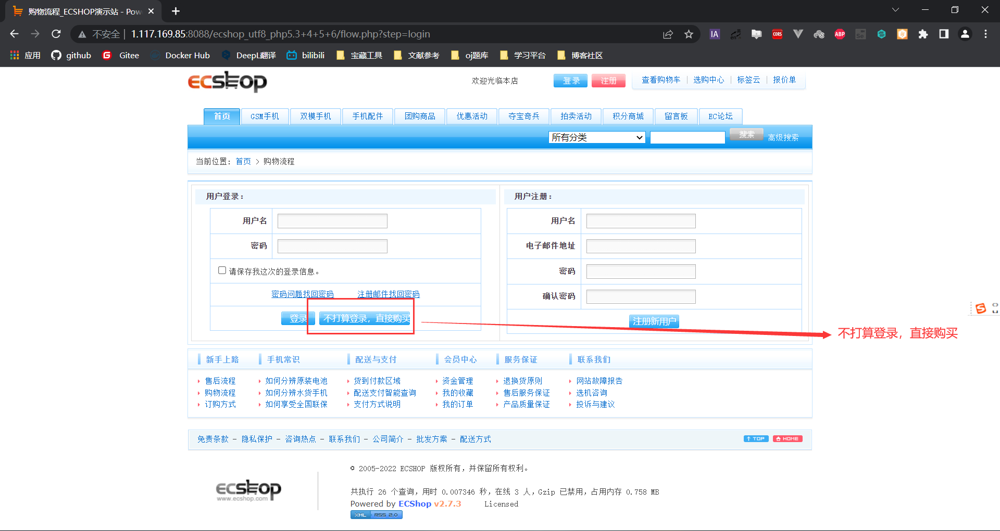 购物流程_ECSHOP演示站 - Pow
不安全 | 1.117.169.85:8088/ecshop_utf8_php5.3+4+5+6/flow.php?step=login
IA
CORS
ABP
应用 github Gitee Docker Hub DeepL翻译 bilibili 宝藏工具 文献参考 oj题库 学习平台 博客社区
ECSHOP
欢迎光临本店
登录 注册
查看购物车 | 选购中心 | 标签云 | 报价单
首页 GSM手机 双模手机 手机配件 团购商品 优惠活动 夺宝奇兵 拍卖活动 积分商城 留言板 EC论坛
所有分类 搜索 高级搜索
当前位置: 首页 > 购物流程
用户登录：
用户名
密码
请保存我这次的登录信息。
密码问题找回密码 注册邮件找回密码
登录 不打算登录，直接购买
用户注册：
用户名
电子邮件地址
密码
确认密码
注册新用户
不打算登录，直接购买
新手上路 手机常识 配送与支付 会员中心 服务保证 联系我们
售后流程 如何分辨原装电池 货到付款区域 资金管理 退换货原则 网站故障报告
购物流程 如何分辨水货手机 配送支付智能查询 我的收藏 售后服务保证 选机咨询
订购方式 如何享受全国联保 支付方式说明 我的订单 产品质量保证 投诉与建议
免责条款 - 隐私保护 - 咨询热点 - 联系我们 - 公司简介 - 批发方案 - 配送方式
TOP HOME
© 2005-2022 ECSHOP 版权所有，并保留所有权利。
ecshop
www.ecshop.com
共执行 26 个查询，用时 0.007346 秒，在线 3 人，Gzip 已禁用，占用内存 0.758 MB
Powered by ECShop v2.7.3 Licensed
XML RSS 2.0